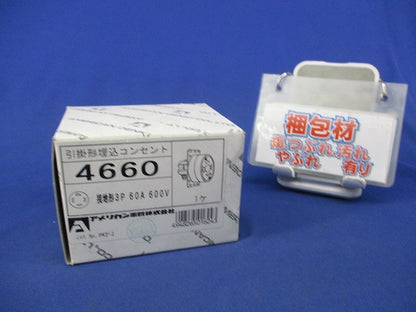 引掛形埋込コンセント
4660
接地形3P 60A 600V
1ケ
アメリカン電機株式会社
梱包材
面つぶれ汚れ
やぶれ 有り